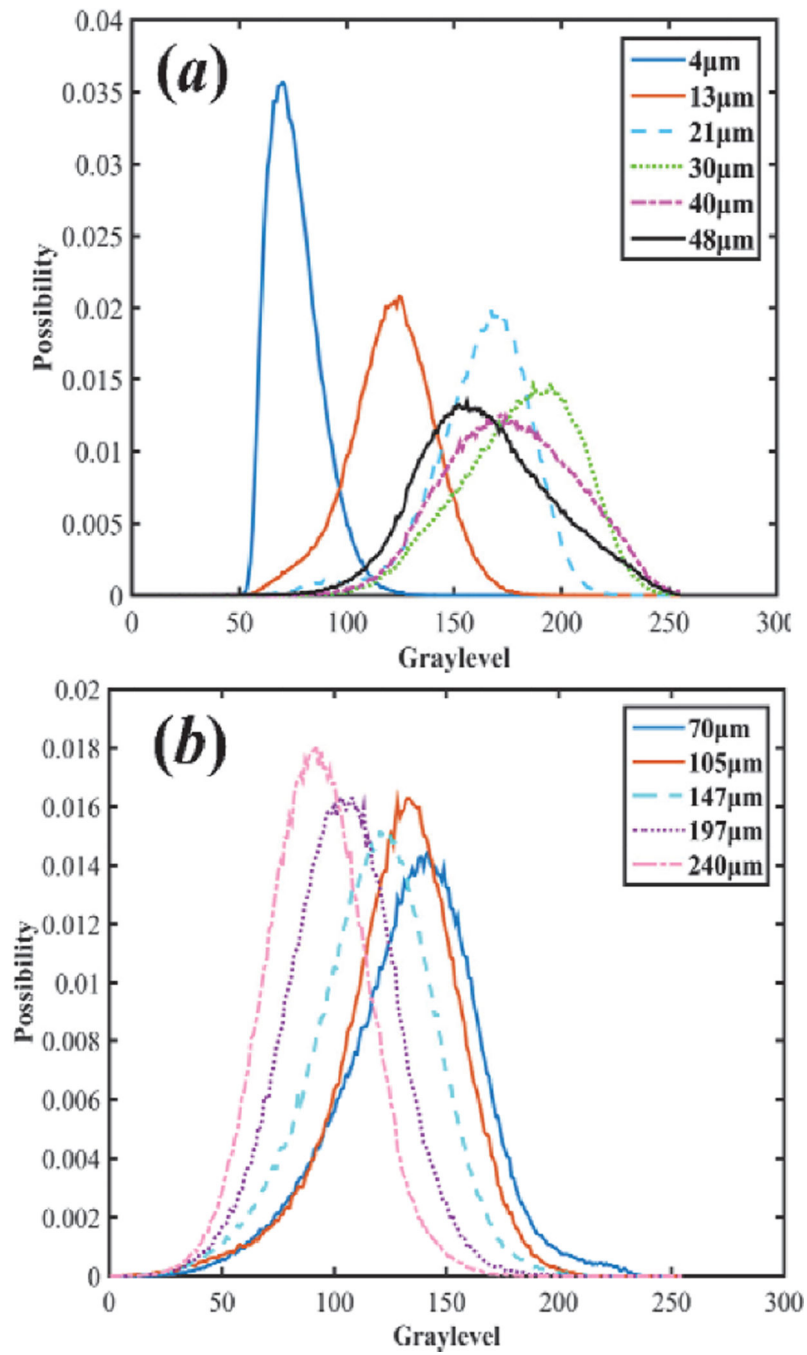 0.04
(a)
4μm
13μm
21μm
30μm
40μm
48μm
0.035
0.03
0.025
0.02
0.015
0.01
0.005
0
Possibility
0 50 100 150 200 250 300
Graylevel
0.02
(b)
70μm
105μm
147μm
197μm
240μm
0.018
0.016
0.014
0.012
0.01
0.008
0.006
0.004
0.002
0
Possibility
0 50 100 150 200 250 300
Graylevel